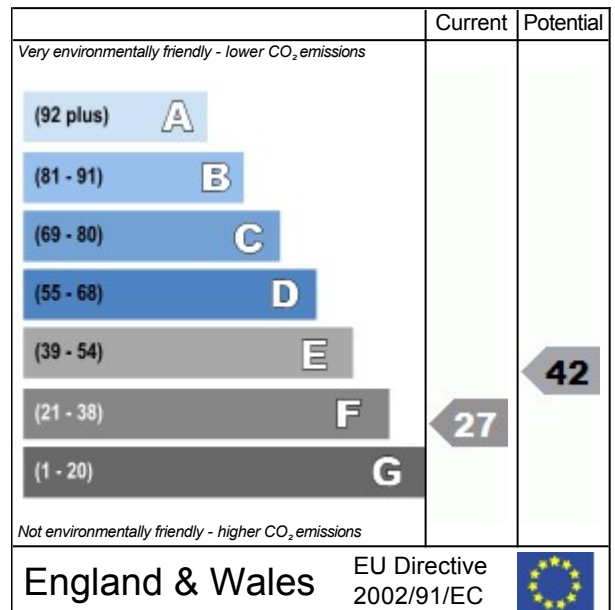 Current Potential
Very environmentally friendly - lower CO₂ emissions
(92 plus) A
(81 - 91) B
(69 - 80) C
(55 - 68) D
(39 - 54) E
42
(21 - 38) F
27
(1 - 20) G
Not environmentally friendly - higher CO₂ emissions
England & Wales
EU Directive
2002/91/EC